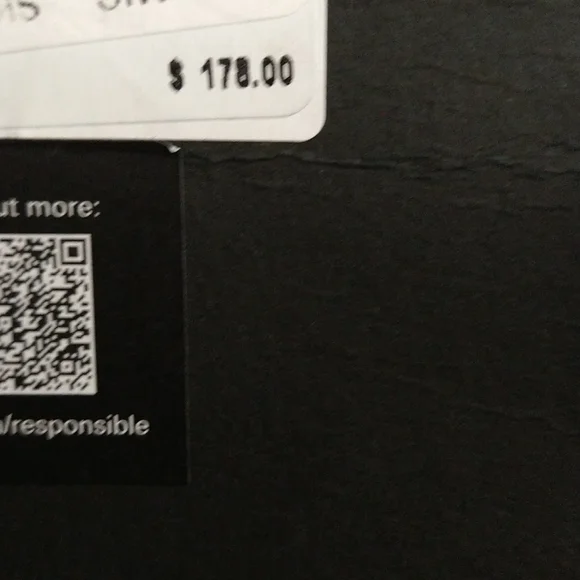 $ 178.00
ut more:
/responsible